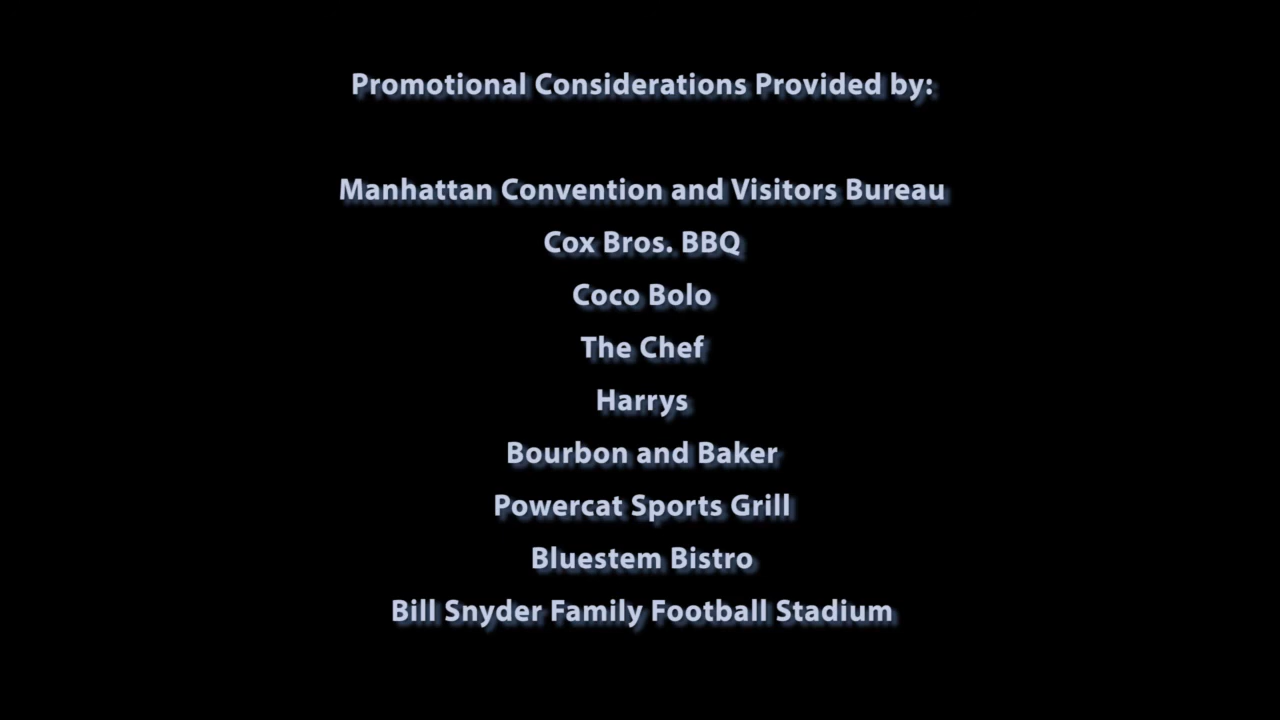 Promotional Considerations Provided by:
Manhattan Convention and Visitors Bureau
Cox Bros. BBQ
Coco Bolo
The Chef
Harrys
Bourbon and Baker
Powercat Sports Grill
Bluestem Bistro
Bill Snyder Family Football Stadium